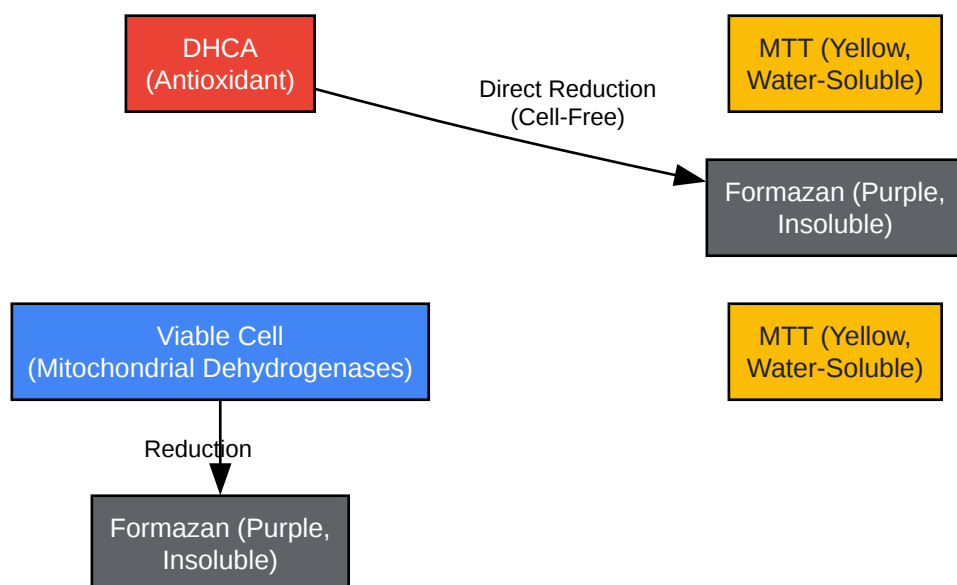 DHCA
(Antioxidant)
MTT (Yellow,
Water-Soluble)
Direct Reduction
(Cell-Free)
Formazan (Purple,
Insoluble)
Viable Cell
(Mitochondrial Dehydrogenases)
MTT (Yellow,
Water-Soluble)
Reduction
Formazan (Purple,
Insoluble)